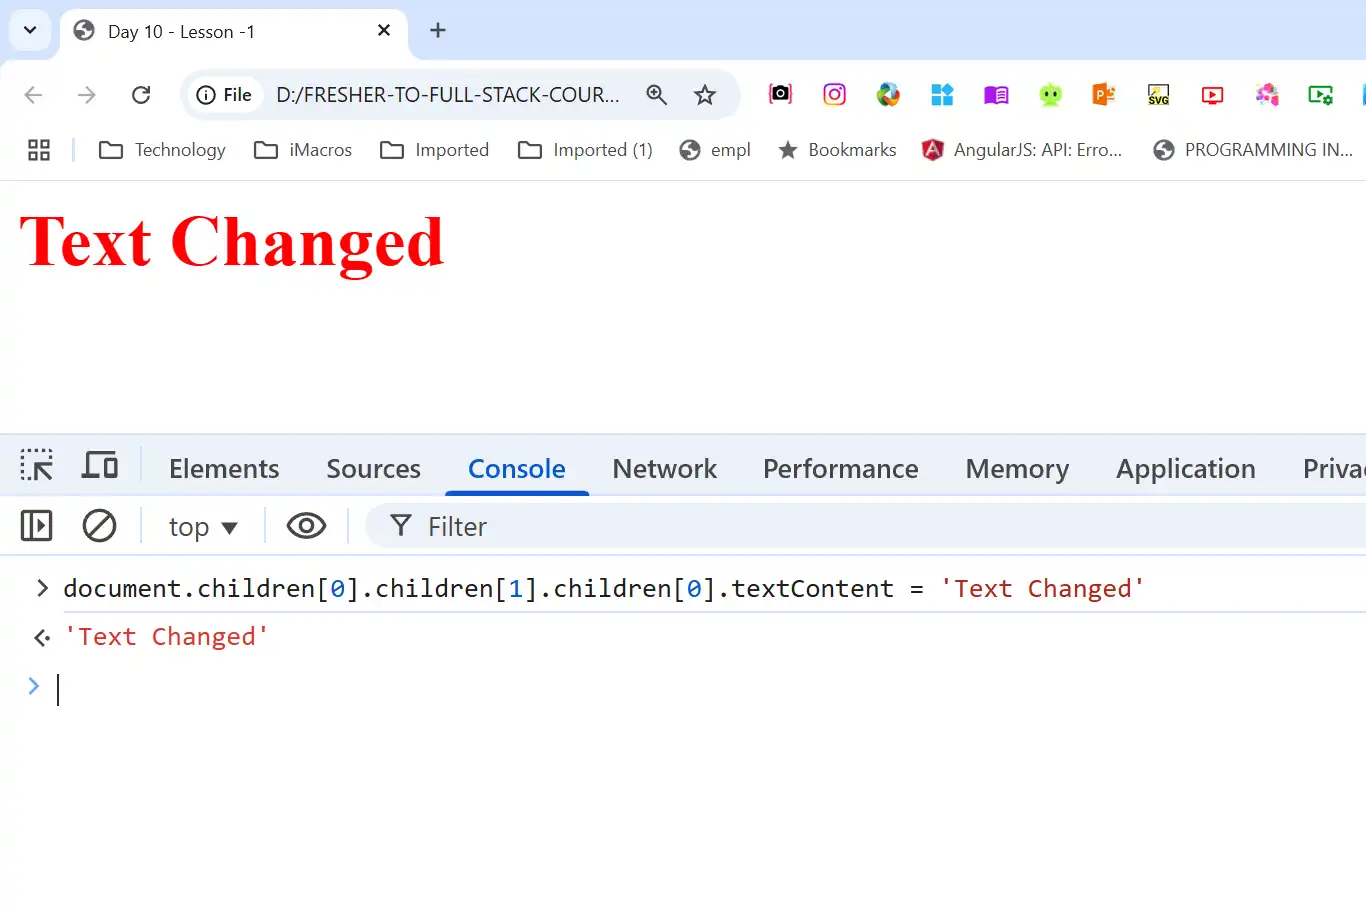 Day 10 - Lesson -1
File D:/FRESHER-TO-FULL-STACK-COUR...
SVG
Technology iMacros Imported Imported (1) empl Bookmarks AngularJS: API: Erro... PROGRAMMING IN...
Text Changed
Elements Sources Console Network Performance Memory Application Priva
top Filter
document.children[0].children[1].children[0].textContent = 'Text Changed'
'Text Changed'